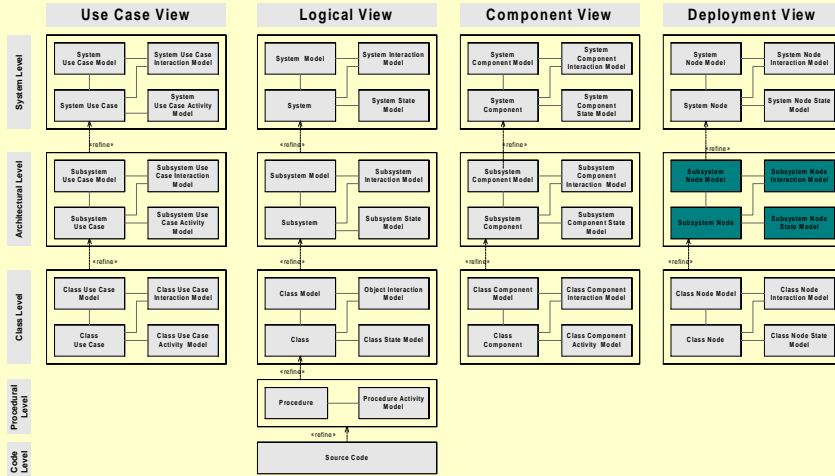 Use Case View
Logical View
Component View
Deployment View
System Level
System
Use Case Model
System Use Case
Interaction Model
System Use Case
System
Use Case Activity
Model
System Model
System Interaction
Model
System
System State
Model
System
Component Model
System
Component
Interaction Model
System
Component
System
Component
State Model
System
Node Model
System Node
Interaction Model
System Node
System Node State
Model
«refine»
«refine»
«refine»
«refine»
Architectural Level
Subsystem
Use Case Model
Subsystem Use
Case Interaction
Model
Subsystem
Use Case
Subsystem Use
Case Activity
Model
Subsystem Model
Subsystem
Interaction Model
Subsystem
Subsystem State
Model
Subsystem
Component Model
Subsystem
Component
Interaction Model
Subsystem
Component
Subsystem
Component State
Model
Subsystem
Node Model
Subsystem Node
Interaction Model
Subsystem Node
Subsystem Node
State Model
«refine»
«refine»
«refine»
«refine»
Class Level
Class Use Case
Model
Class Use Case
Interaction Model
Class
Use Case
Class Use Case
Activity Model
Class Model
Object Interaction
Model
Class
Class State Model
Class Component
Model
Class Component
Interaction Model
Class
Component
Class Component
Activity Model
Class Node Model
Class Node
Interaction Model
Class Node
Class Node State
Model
«refine»
Procedural
Level
Procedure
Procedure Activity
Model
«refine»
Code
Level
Source Code